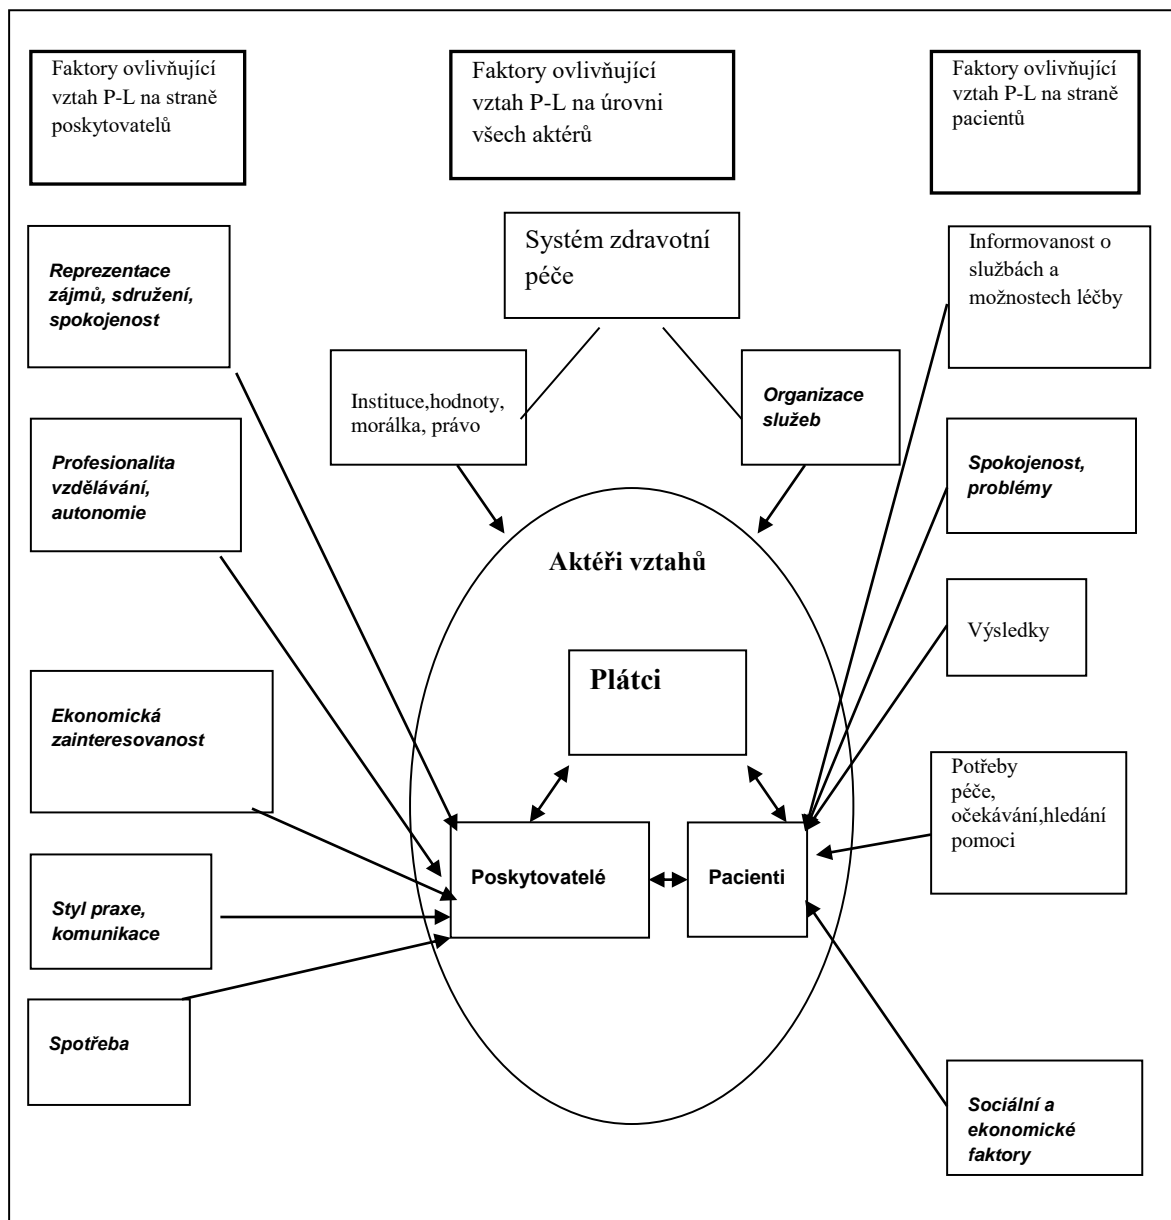 Faktory ovlivňující
vztah P-L na straně
poskytovatelů
Faktory ovlivňující
vztah P-L na úrovni
všech aktérů
Faktory ovlivňující
vztah P-L na straně
pacientů
Systém zdravotní
péče
Reprezentace
zájmů, sdružení,
spokojenost
Informovanost o
službách a
možnostech léčby
Instituce,hodnoty,
morálka, právo
Organizace
služeb
Profesionalita
vzdělávání,
autonomie
Spokojenost,
problémy
Aktéři vztahů
Výsledky
Plátci
Ekonomická
zainteresovanost
Potřeby
péče,
očekávání,hledání
pomoci
Poskytovatelé
Pacienti
Styl praxe,
komunikace
Spotřeba
Sociální a
ekonomické
faktory